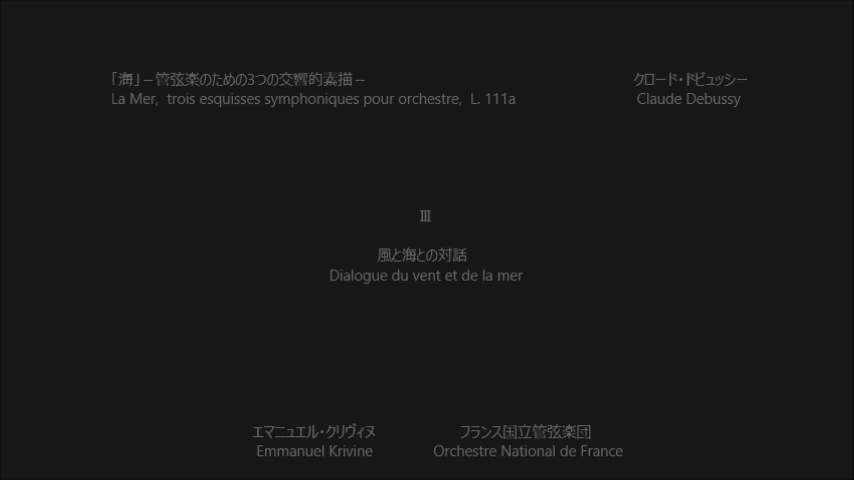 「海」－管弦楽のための3つの交響的素描－
クロード・ドビュッシー
La Mer, trois esquisses symphoniques pour orchestre, L. 111a
Claude Debussy
Ⅲ
風と海との対話
Dialogue du vent et de la mer
エマニュエル・クリヴィヌ
フランス国立管弦楽団
Emmanuel Krivine
Orchestre National de France